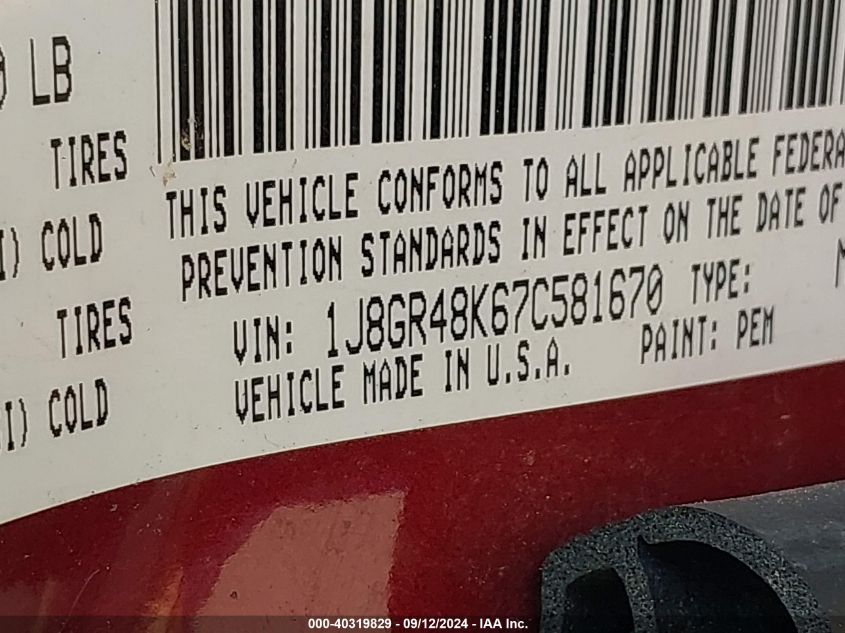 LB
TIRES
COLD
TIRES
COLD
THIS VEHICLE CONFORMS TO ALL APPLICABLE
PREVENTION STANDARDS IN EFFECT ON THE DATE OF
VIN: 1J8GR48K67C581670 TYPE:
VEHICLE MADE IN U.S.A. PAINT: PEM
000-40319829 - 09/12/2024 - IAA Inc.